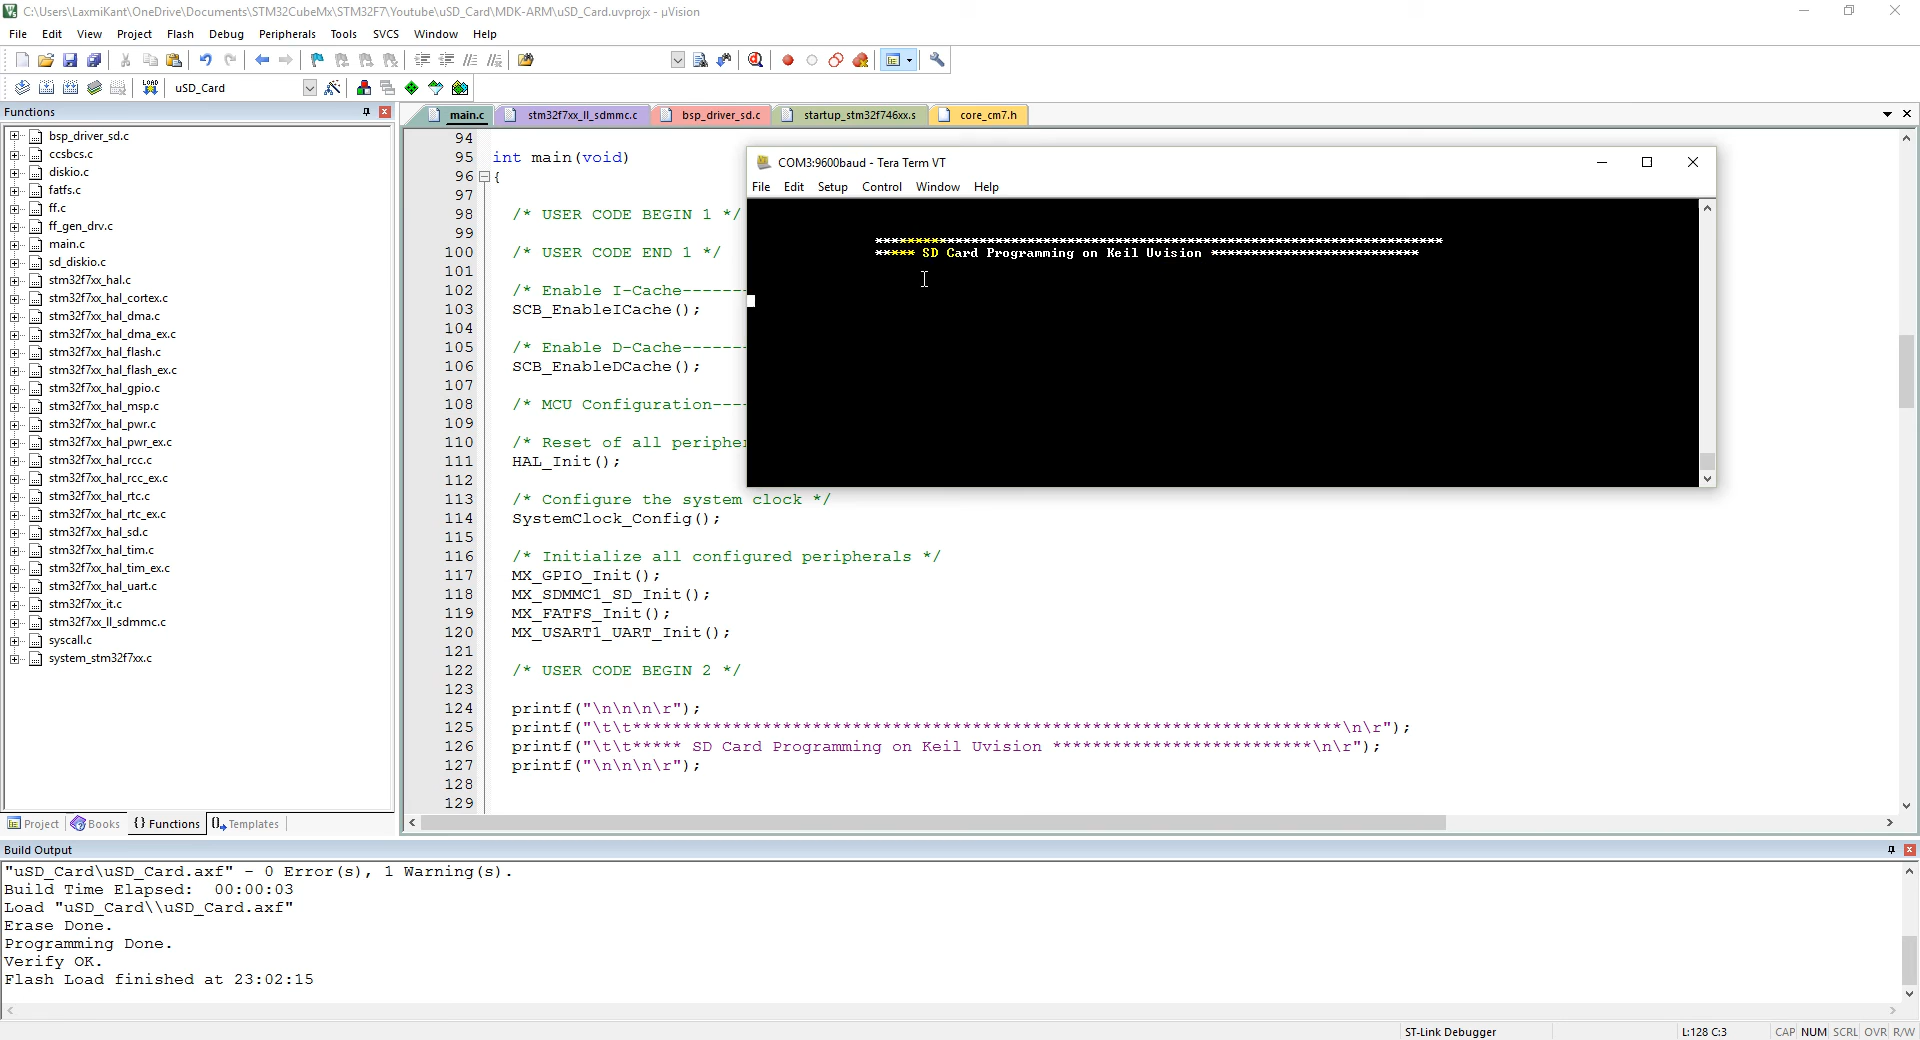 C:\Users\LaxmiKant\OneDrive\Documents\STM32CubeMx\STM32F7\Youtube\uSD_Card\MDK-ARM\uSD_Card.uvprojx - µVision
File Edit View Project Flash Debug Peripherals Tools SVCS Window Help
LOAD uSD_Card
Functions
bsp_driver_sd.c
ccsbcs.c
diskio.c
fatfs.c
ff.c
ff_gen_drv.c
main.c
sd_diskio.c
stm32f7xx_hal.c
stm32f7xx_hal_cortex.c
stm32f7xx_hal_dma.c
stm32f7xx_hal_dma_ex.c
stm32f7xx_hal_flash.c
stm32f7xx_hal_flash_ex.c
stm32f7xx_hal_gpio.c
stm32f7xx_hal_msp.c
stm32f7xx_hal_pwr.c
stm32f7xx_hal_pwr_ex.c
stm32f7xx_hal_rcc.c
stm32f7xx_hal_rcc_ex.c
stm32f7xx_hal_rtc.c
stm32f7xx_hal_rtc_ex.c
stm32f7xx_hal_sd.c
stm32f7xx_hal_tim.c
stm32f7xx_hal_tim_ex.c
stm32f7xx_hal_uart.c
stm32f7xx_it.c
stm32f7xx_ll_sdmmc.c
syscall.c
system_stm32f7xx.c
Project Books {} Functions Templates
main.c stm32f7xx_ll_sdmmc.c bsp_driver_sd.c startup_stm32f746xx.s core_cm7.h
94
95 int main(void)
96 {
97
98 /* USER CODE BEGIN 1 */
99
100 /* USER CODE END 1 */
101
102 /* Enable I-Cache-------
103 SCB_EnableICache();
104
105 /* Enable D-Cache-------
106 SCB_EnableDCache();
107
108 /* MCU Configuration----
109
110 /* Reset of all periphe
111 HAL_Init();
112
113 /* Configure the system clock */
114 SystemClock_Config();
115
116 /* Initialize all configured peripherals */
117 MX_GPIO_Init();
118 MX_SDMMC1_SD_Init();
119 MX_FATFS_Init();
120 MX_USART1_UART_Init();
121
122 /* USER CODE BEGIN 2 */
123
124 printf("\n\n\n\r");
125 printf("\t\t***********************************************************************\n\r");
126 printf("\t\t***** SD Card Programming on Keil Uvision **************************\n\r");
127 printf("\n\n\n\r");
128
129
COM3:9600baud - Tera Term VT
File Edit Setup Control Window Help
***********************************************************************
***** SD Card Programming on Keil Uvision **************************
Build Output
"uSD_Card\uSD_Card.axf" - 0 Error(s), 1 Warning(s).
Build Time Elapsed:  00:00:03
Load "uSD_Card\\uSD_Card.axf"
Erase Done.
Programming Done.
Verify OK.
Flash Load finished at 23:02:15
ST-Link Debugger L:128 C:3 CAP NUM SCRL OVR R/W